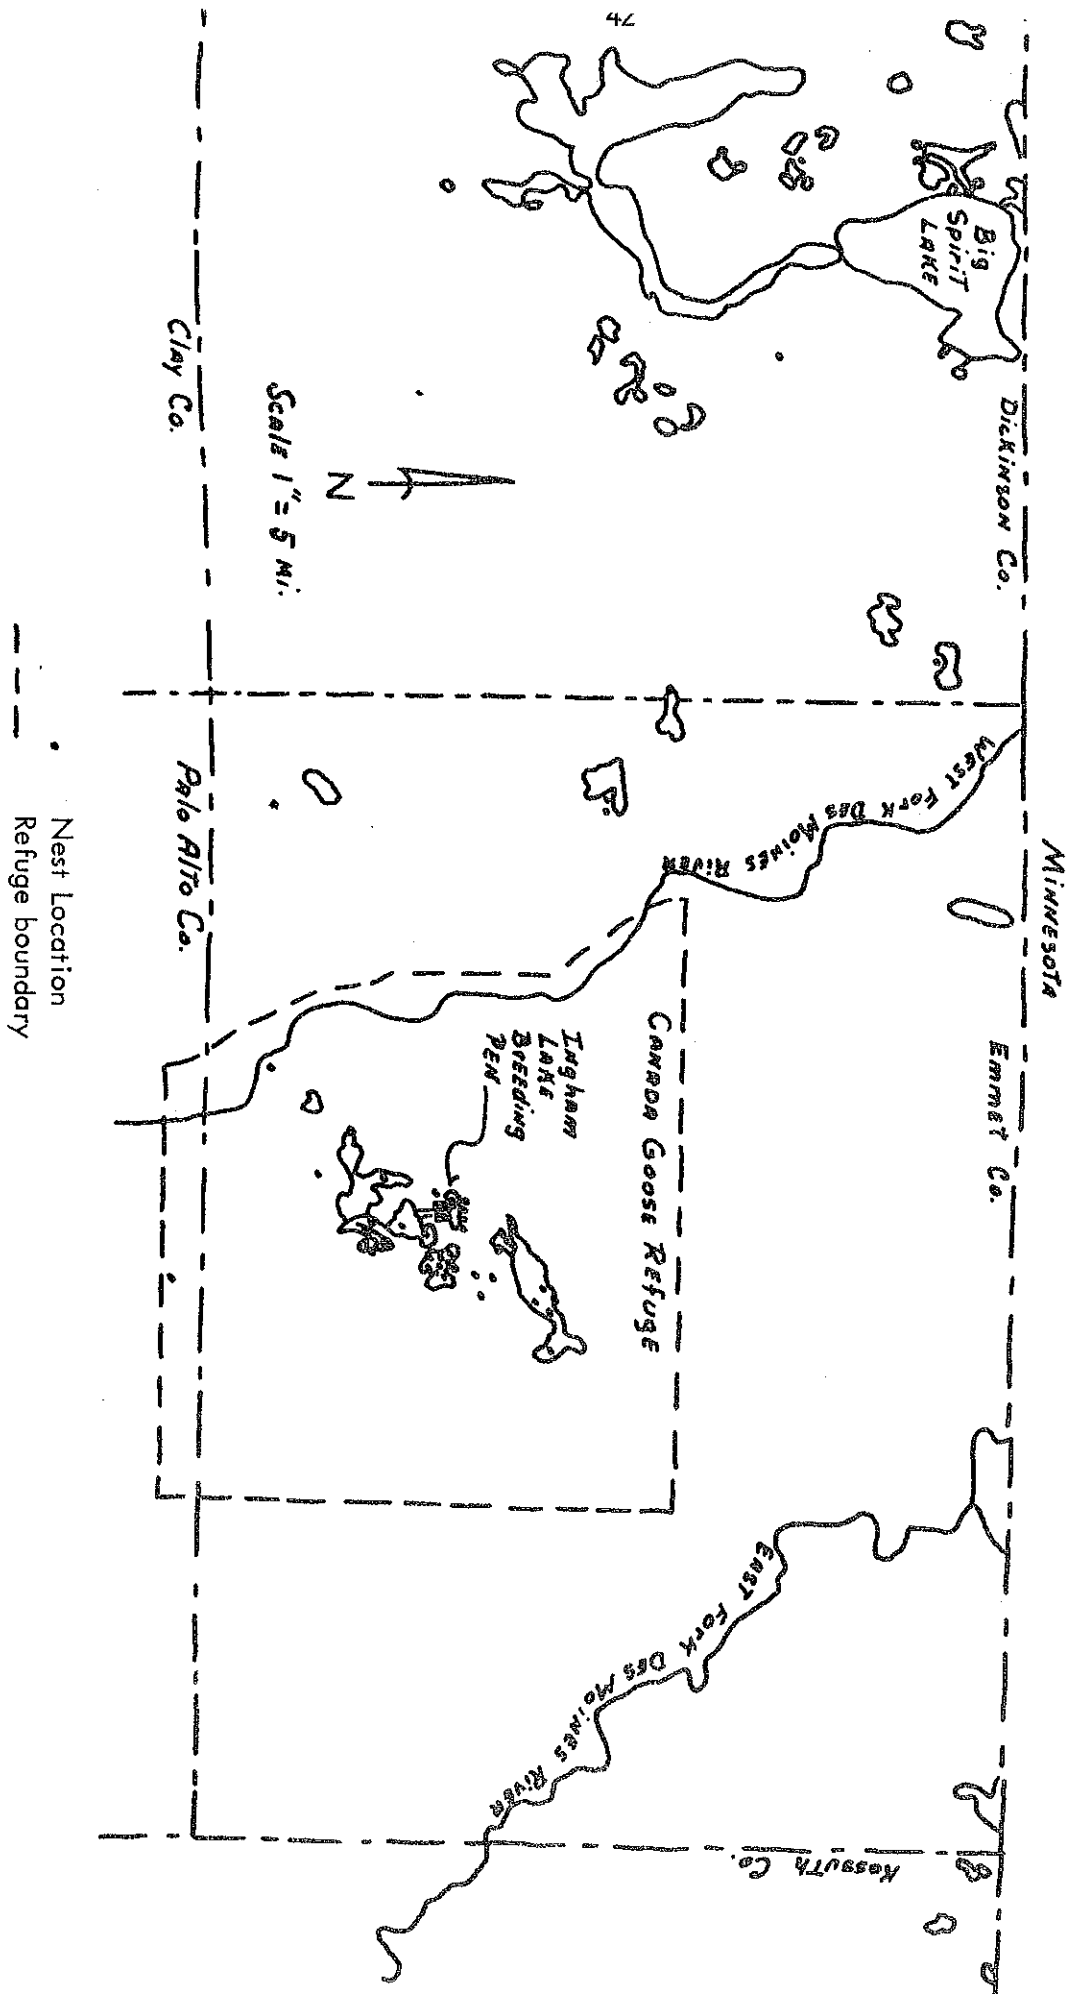 MINNESOTA
Dickinson Co.
Emmet Co.
Kossuth Co.
Big
Spirit
Lake
West Fork Des Moines River
East Fork Des Moines River
Canada Goose Refuge
Ingham
Lake
Breeding
Pen
N
Scale 1" = 5 mi.
Clay Co.
Palo Alto Co.
Nest Location
Refuge boundary